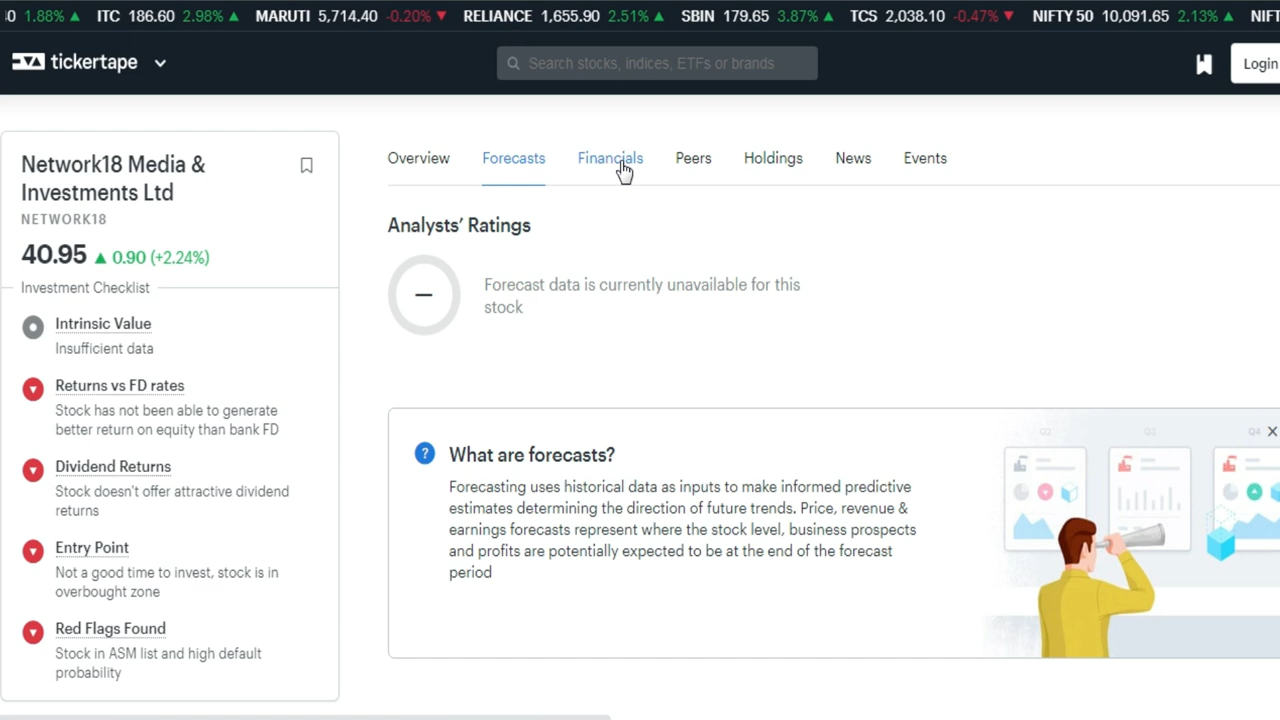 0 1.88% ▲ ITC 186.60 2.98% ▲ MARUTI 5,714.40 -0.20% ▼ RELIANCE 1,655.90 2.51% ▲ SBIN 179.65 3.87% ▲ TCS 2,038.10 -0.47% ▼ NIFTY 50 10,091.65 2.13% ▲ NIFT
tickertape
Search stocks, indices, ETFs or brands
Login
Network18 Media &
Investments Ltd
NETWORK18
40.95 ▲ 0.90 (+2.24%)
Investment Checklist
Intrinsic Value
Insufficient data
Returns vs FD rates
Stock has not been able to generate
better return on equity than bank FD
Dividend Returns
Stock doesn't offer attractive dividend
returns
Entry Point
Not a good time to invest, stock is in
overbought zone
Red Flags Found
Stock in ASM list and high default
probability
Overview Forecasts Financials Peers Holdings News Events
Analysts' Ratings
Forecast data is currently unavailable for this
stock
? What are forecasts?
Forecasting uses historical data as inputs to make informed predictive
estimates determining the direction of future trends. Price, revenue &
earnings forecasts represent where the stock level, business prospects
and profits are potentially expected to be at the end of the forecast
period
Q2 Q3 Q4